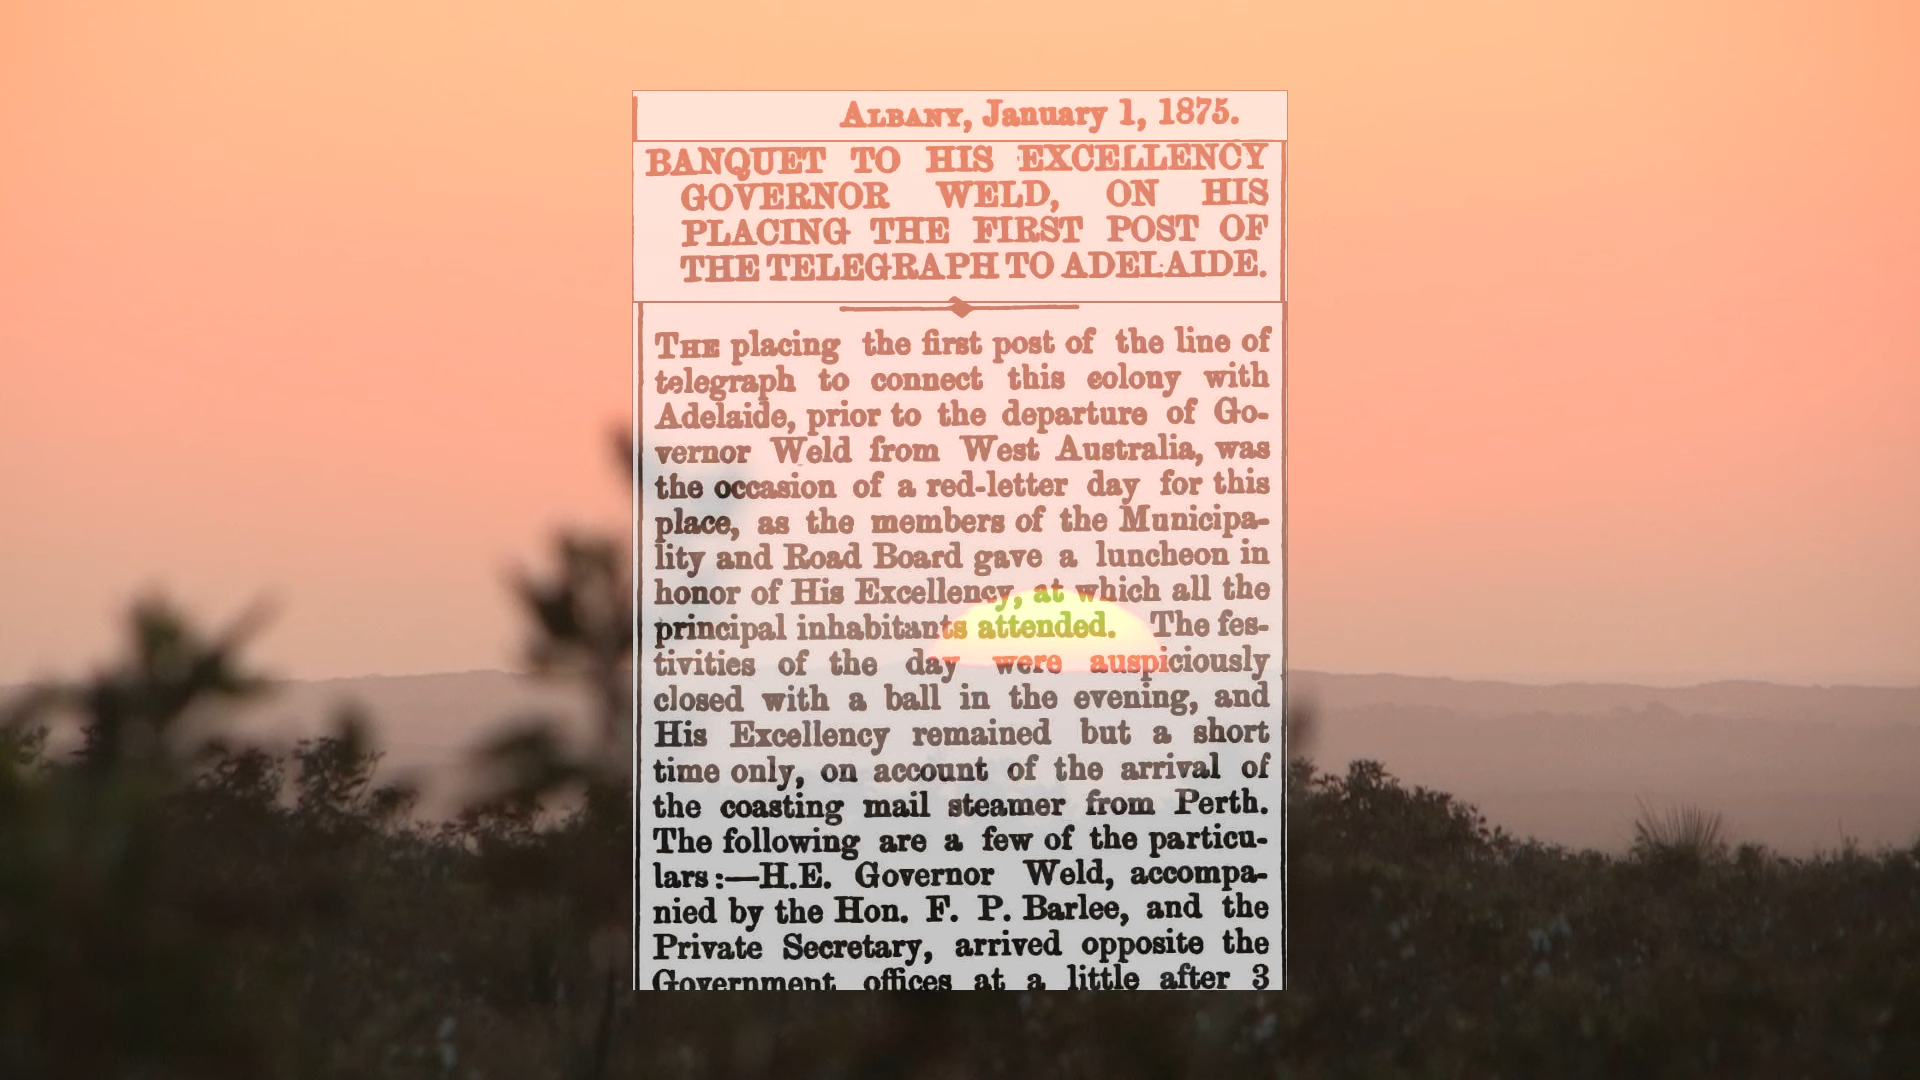 ALBANY, January 1, 1875.
BANQUET TO HIS EXCELLENCY
GOVERNOR WELD, ON HIS
PLACING THE FIRST POST OF
THE TELEGRAPH TO ADELAIDE.
THE placing the first post of the line of
telegraph to connect this colony with
Adelaide, prior to the departure of Go-
vernor Weld from West Australia, was
the occasion of a red-letter day for this
place, as the members of the Municipa-
lity and Road Board gave a luncheon in
honor of His Excellency, at which all the
principal inhabitants attended. The fes-
tivities of the day were auspiciously
closed with a ball in the evening, and
His Excellency remained but a short
time only, on account of the arrival of
the coasting mail steamer from Perth.
The following are a few of the particu-
lars:—H.E. Governor Weld, accompa-
nied by the Hon. F. P. Barlee, and the
Private Secretary, arrived opposite the
Government offices at a little after 3